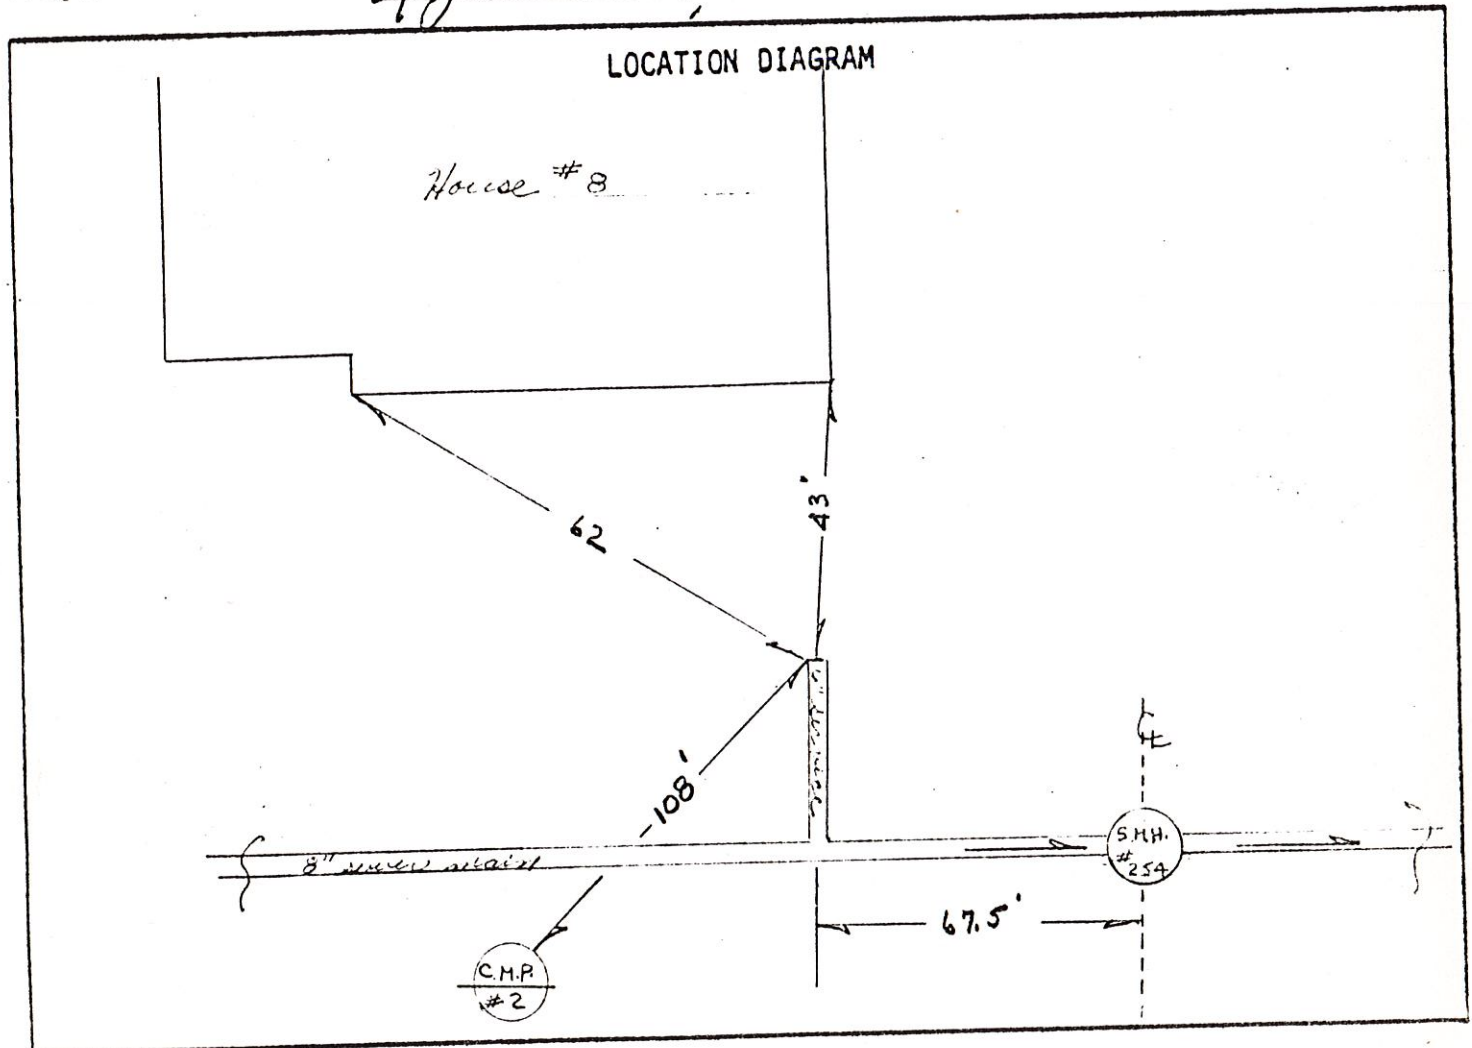 LOCATION DIAGRAM
House # 8
62
43'
108'
8" sewer main
S.M.H.
#
254
67.5'
C.M.P.
#2